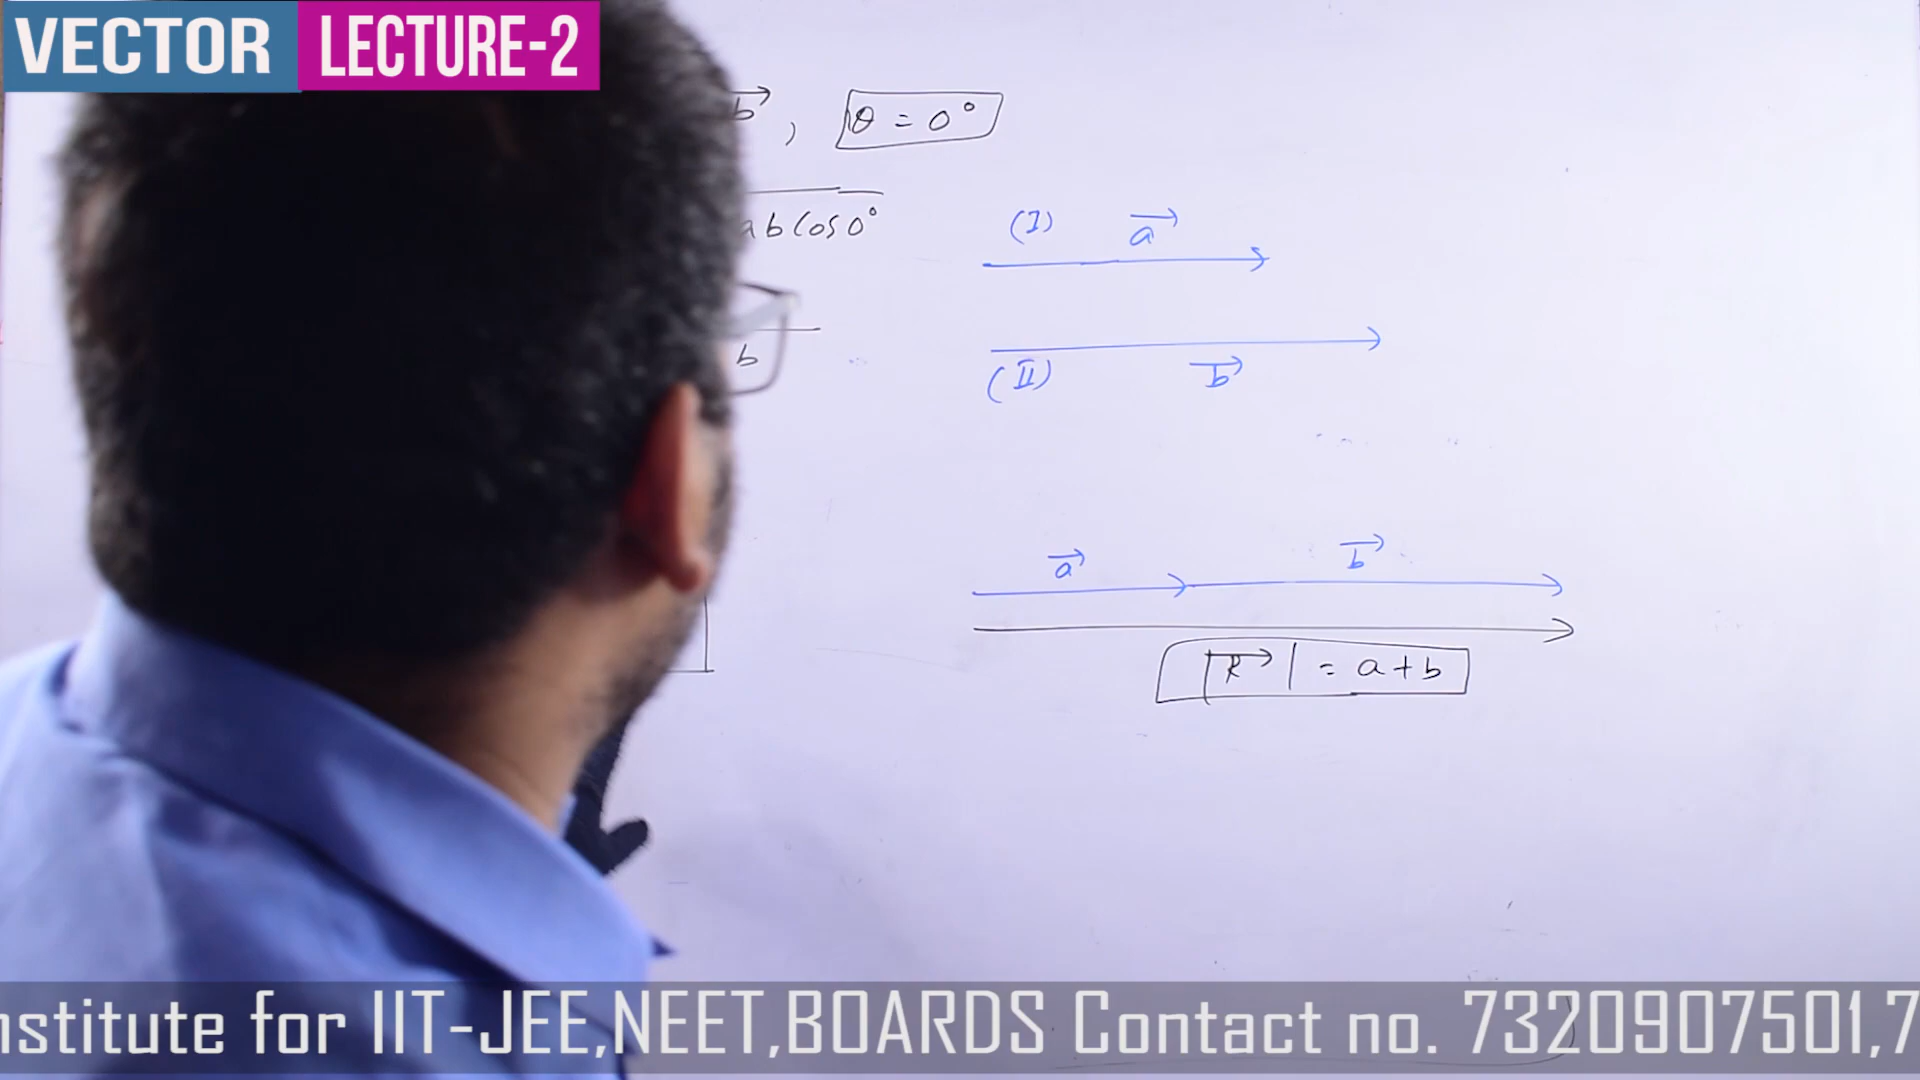 VECTOR LECTURE-2
b⃗, θ = 0°
ab Cos 0°
b
(I) a⃗
(II) b⃗
a⃗ b⃗
|R⃗| = a + b
nstitute for IIT-JEE,NEET,BOARDS Contact no. 7320907501,7